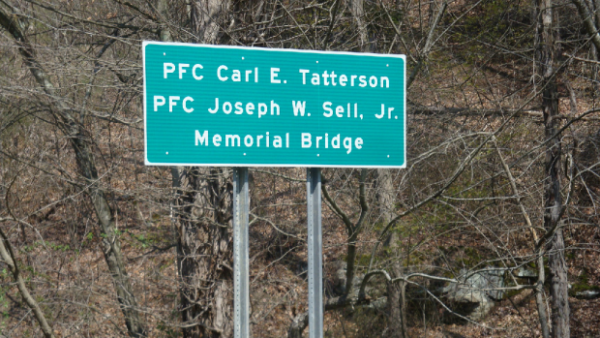 PFC Carl E. Tatterson
PFC Joseph W. Sell, Jr.
Memorial Bridge